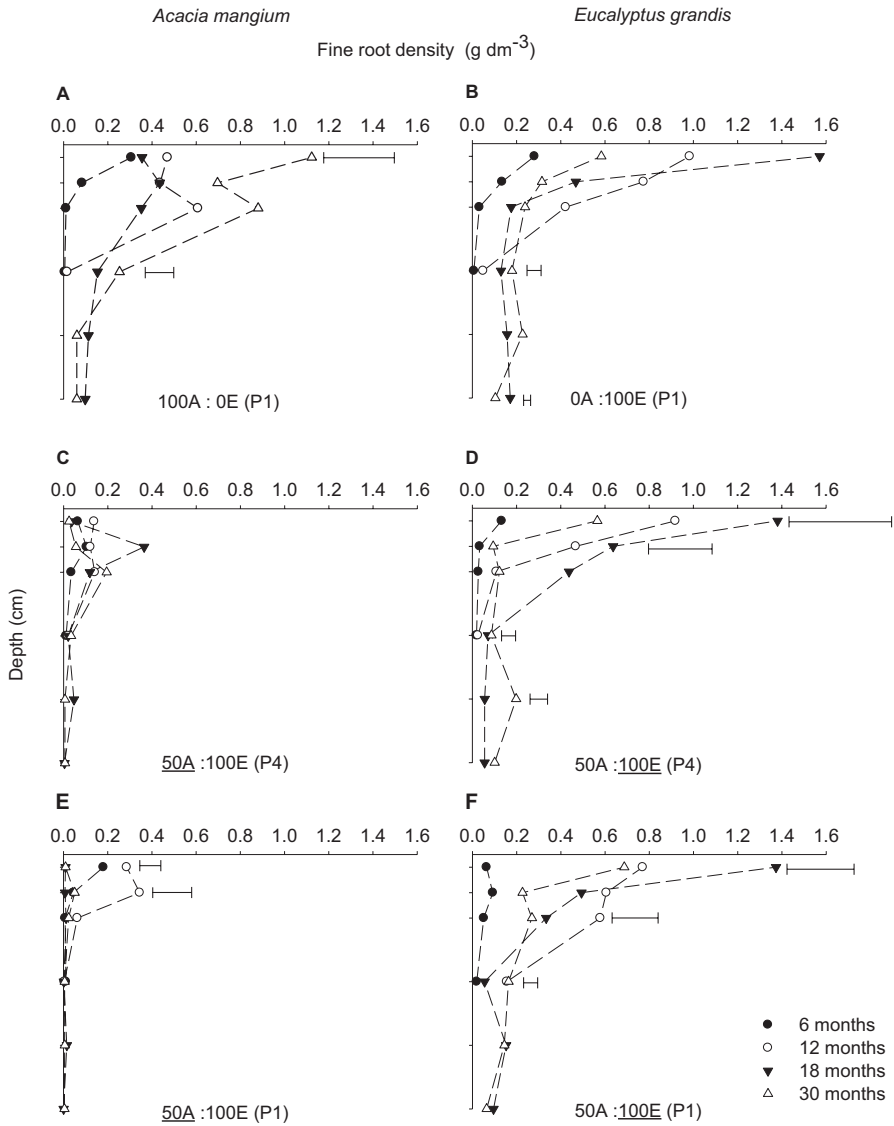 Acacia mangium
Eucalyptus grandis
Fine root density (g dm-3)
A
B
0.0 0.2 0.4 0.6 0.8 1.0 1.2 1.4 1.6
0.0 0.2 0.4 0.6 0.8 1.0 1.2 1.4 1.6
100A : 0E (P1)
0A :100E (P1)
C
D
0.0 0.2 0.4 0.6 0.8 1.0 1.2 1.4 1.6
0.0 0.2 0.4 0.6 0.8 1.0 1.2 1.4 1.6
Depth (cm)
50A :100E (P4)
50A :100E (P4)
E
F
0.0 0.2 0.4 0.6 0.8 1.0 1.2 1.4 1.6
0.0 0.2 0.4 0.6 0.8 1.0 1.2 1.4 1.6
6 months
12 months
18 months
30 months
50A :100E (P1)
50A :100E (P1)